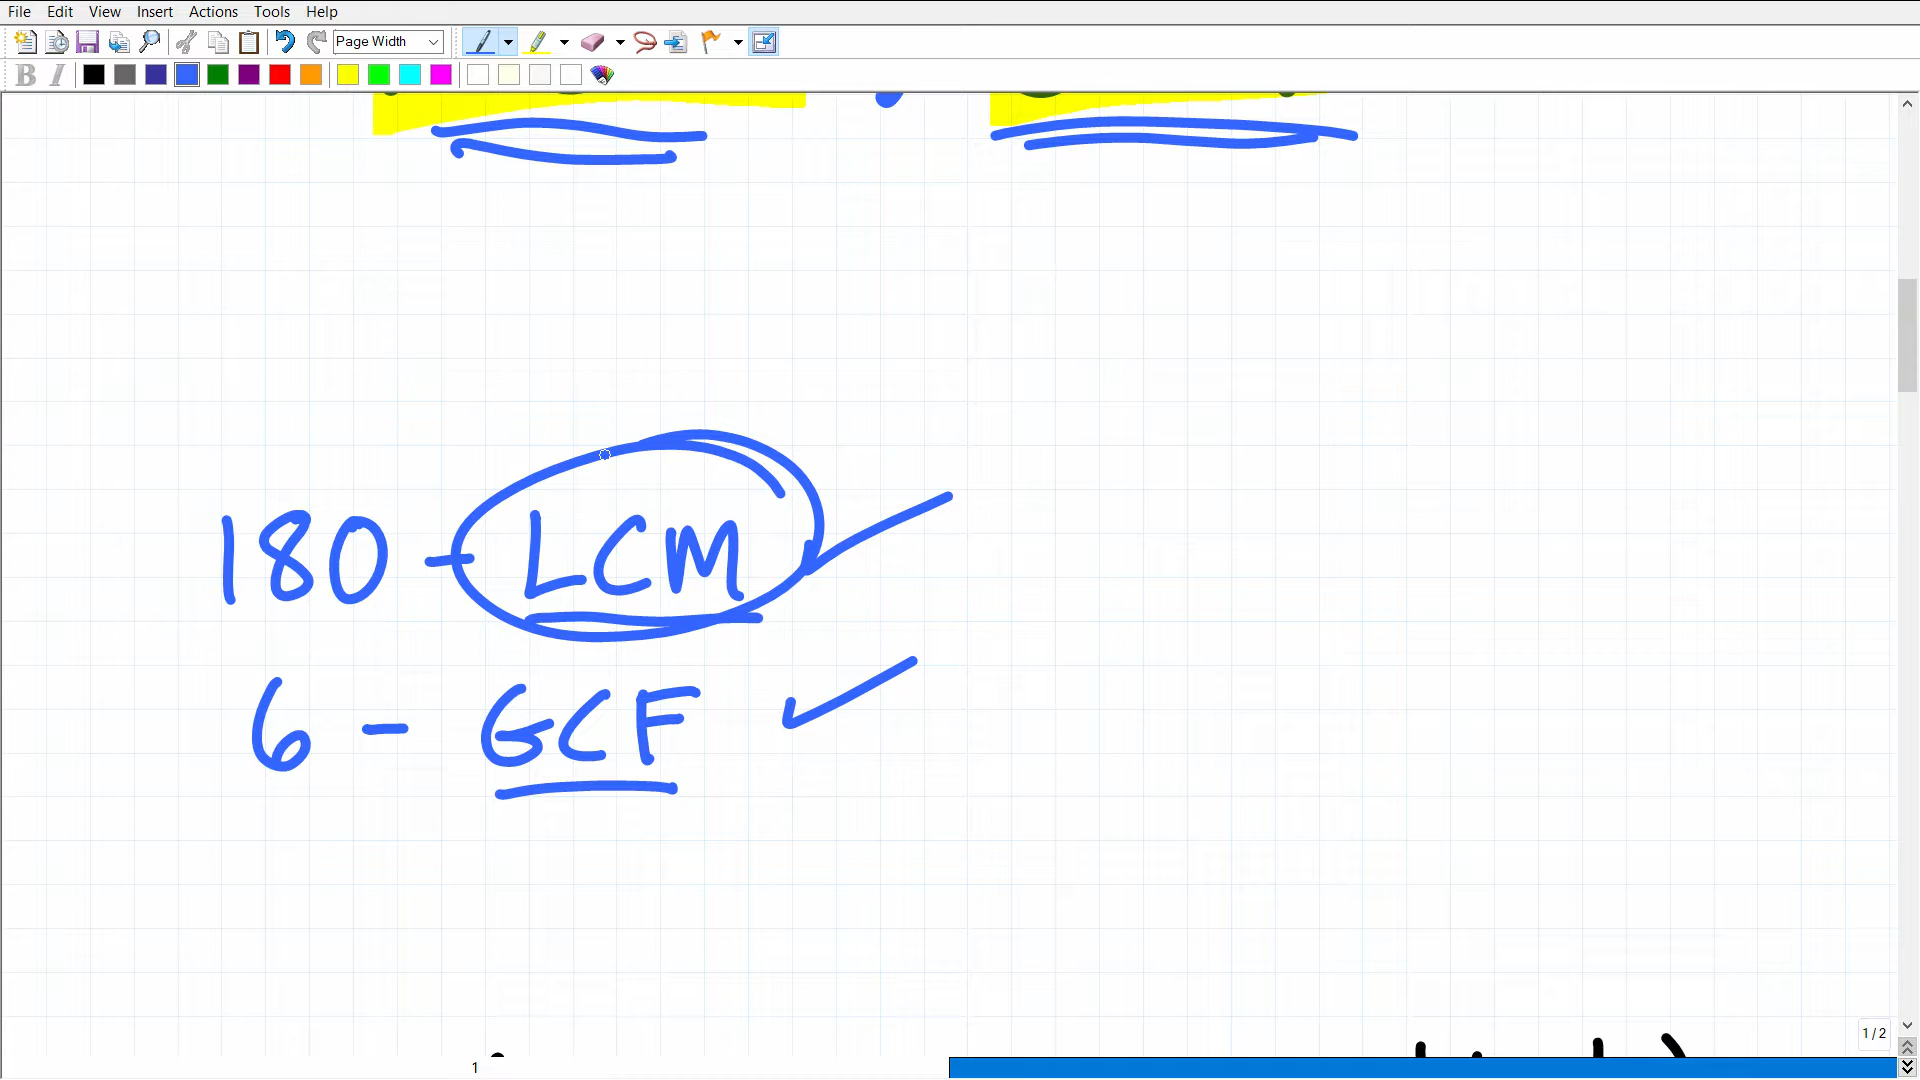 File Edit View Insert Actions Tools Help
Page Width
B I
180 - LCM
6 - GCF
1/2
1